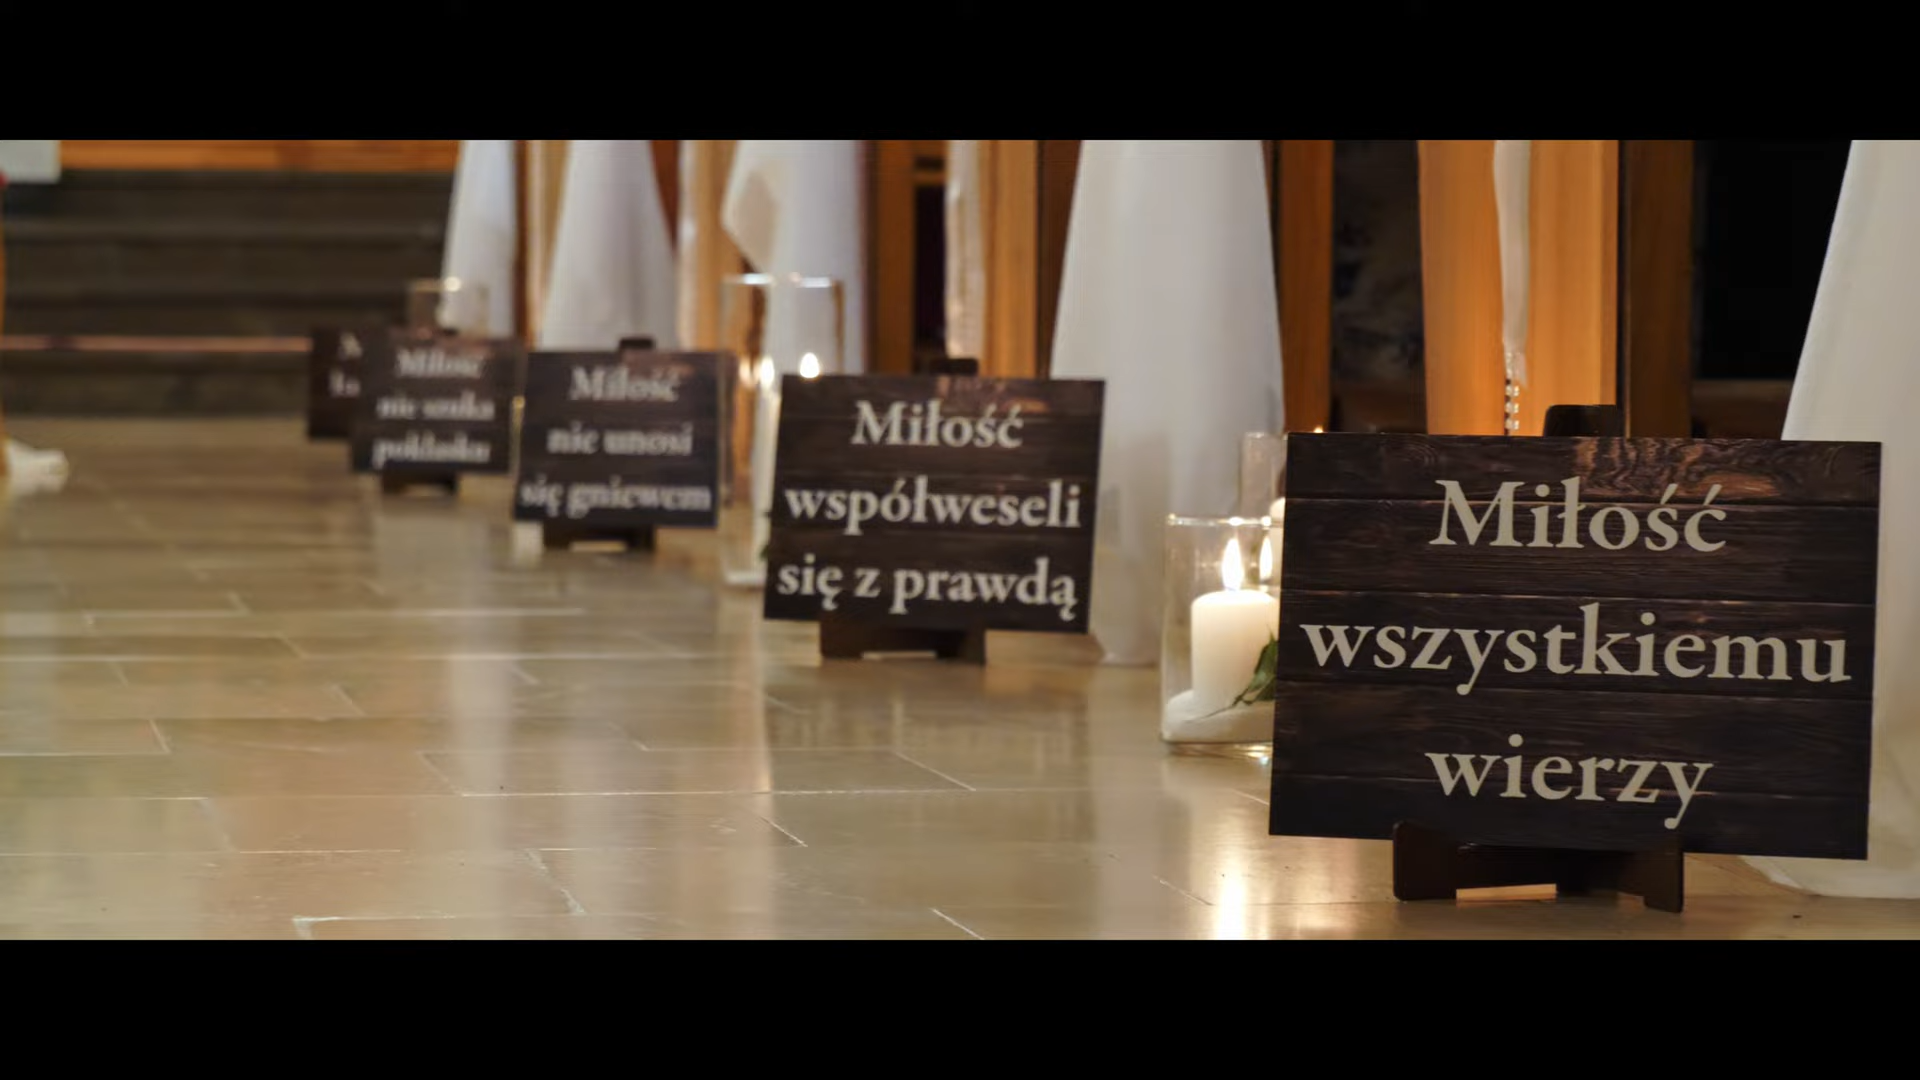 Miłość
nie szuka
poklasku
Miłość
nie unosi
się gniewem
Miłość
współweseli
się z prawdą
Miłość
wszystkiemu
wierzy